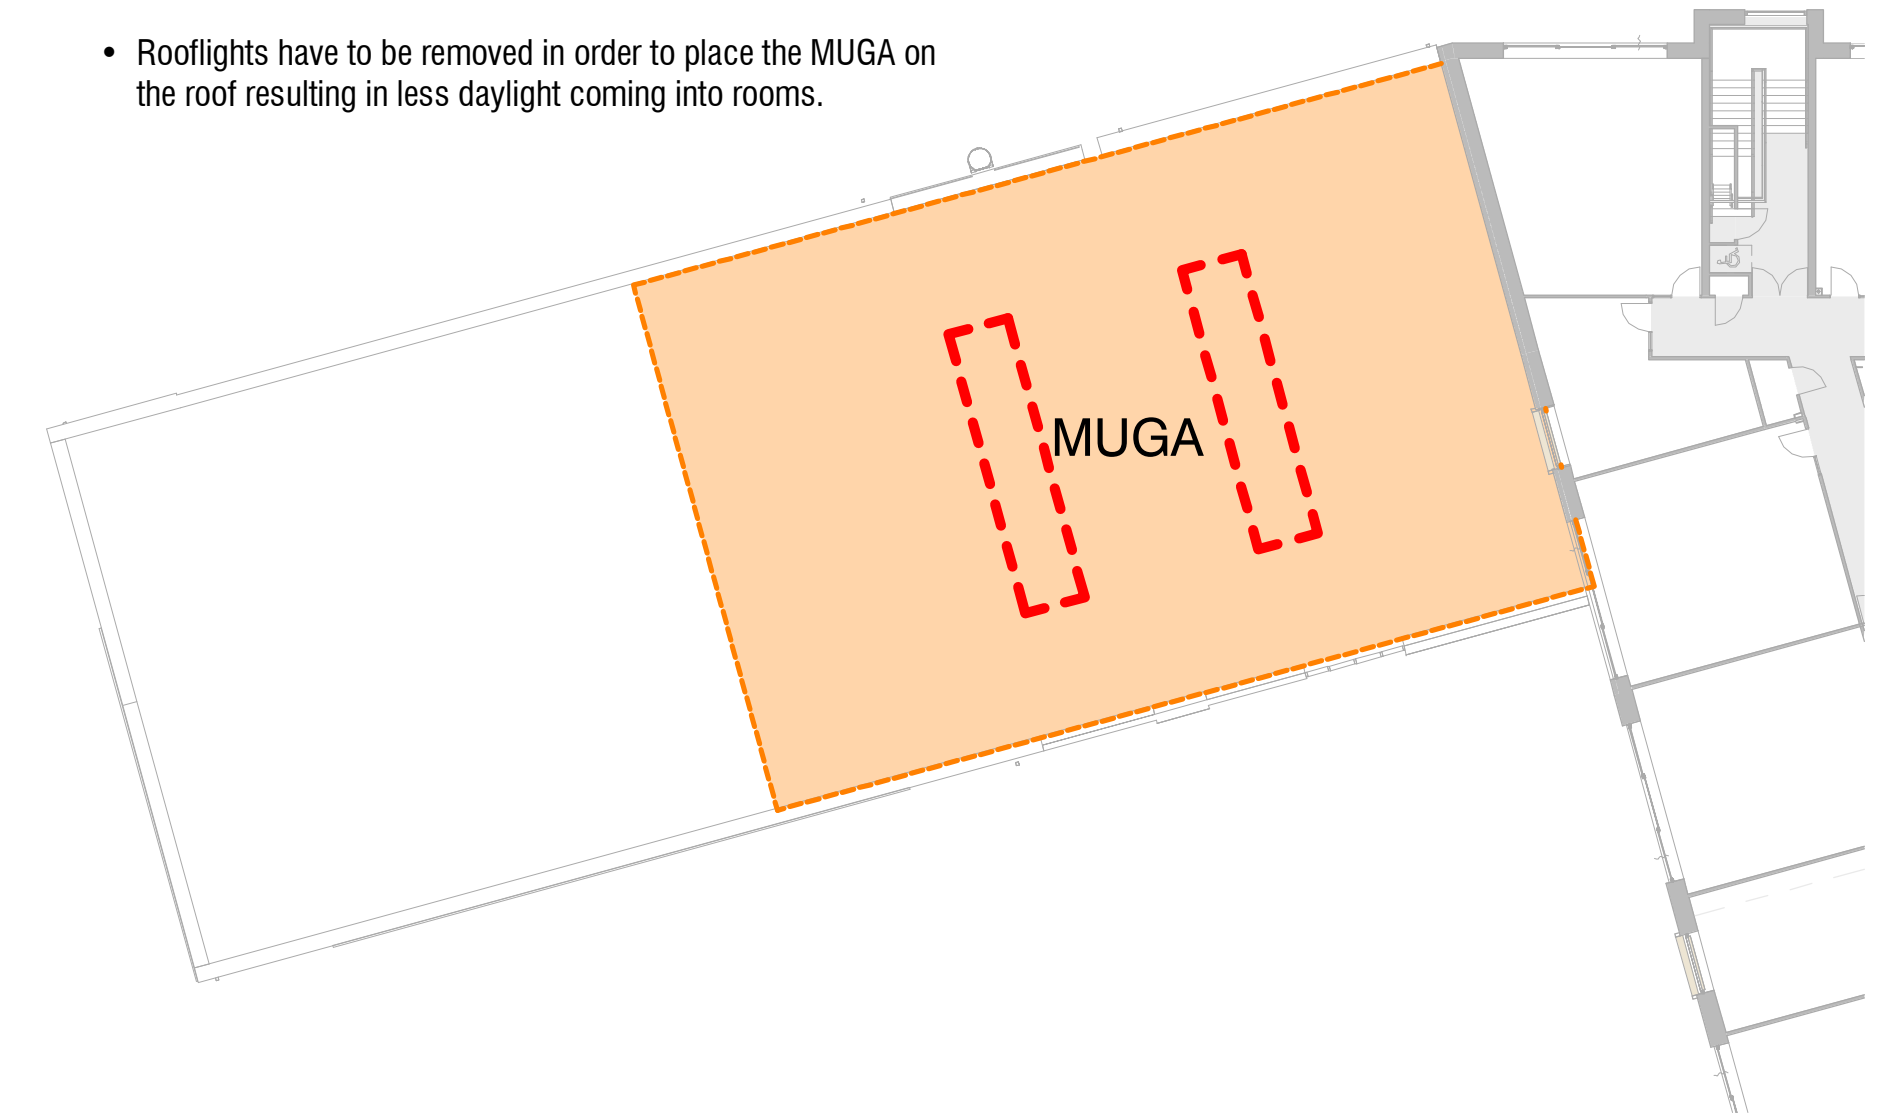 • Rooflights have to be removed in order to place the MUGA on
the roof resulting in less daylight coming into rooms.
MUGA